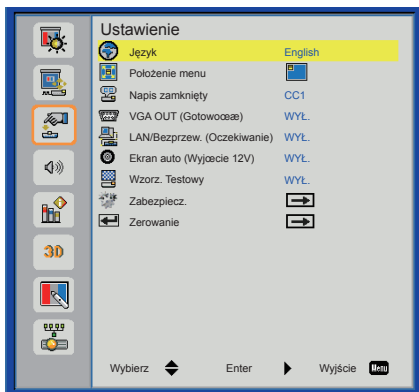 Ustawienie
Język English
Położenie menu
Napis zamknięty CC1
VGA OUT (Gotowoœæ) WYŁ.
LAN/Bezprzew. (Oczekiwanie) WYŁ.
Ekran auto (Wyjœcie 12V) WYŁ.
Wzorz. Testowy WYŁ.
Zabezpiecz.
Zerowanie
3D
Wybierz Enter Wyjście Menu